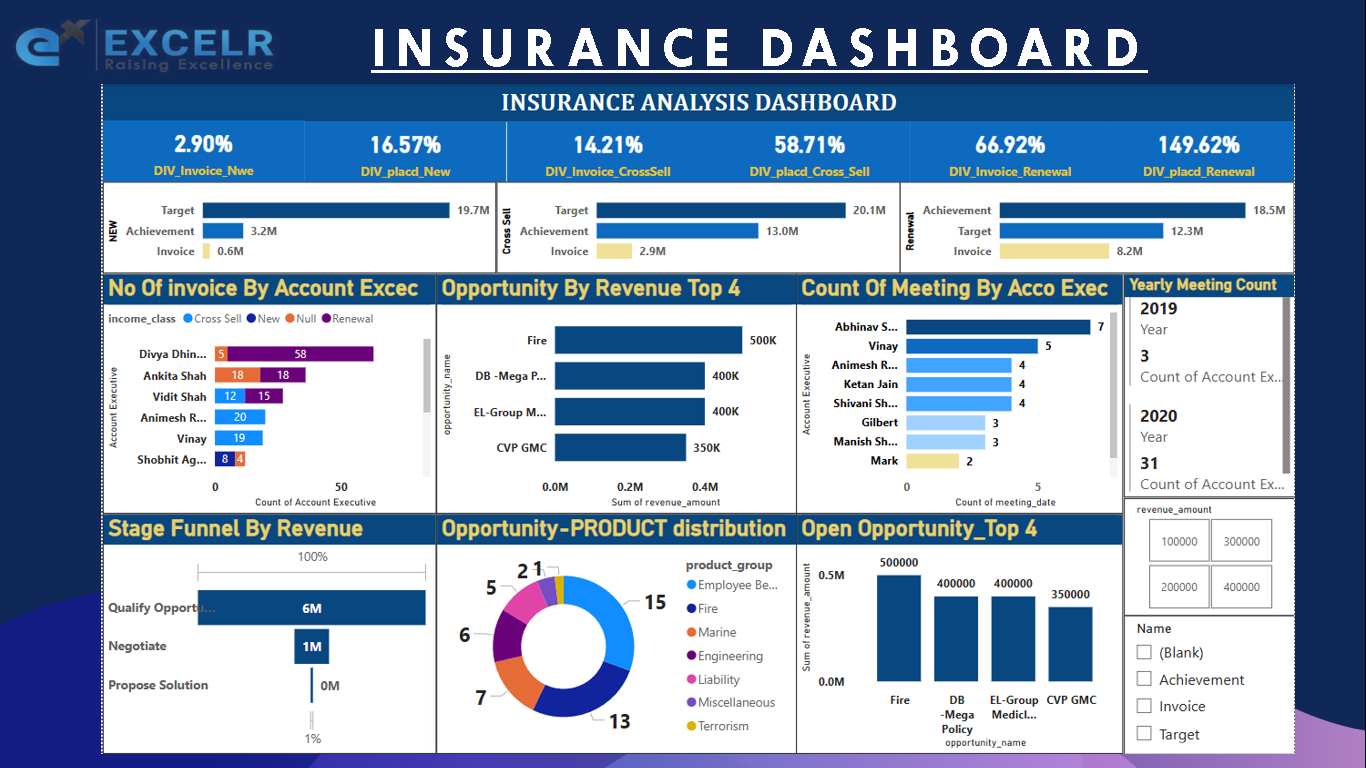 EXCELR
Raising Excellence
INSURANCE DASHBOARD
INSURANCE ANALYSIS DASHBOARD
2.90%
DIV_Invoice_Nwe
16.57%
DIV_placd_New
14.21%
DIV_Invoice_CrossSell
58.71%
DIV_placd_Cross_Sell
66.92%
DIV_Invoice_Renewal
149.62%
DIV_placd_Renewal
NEW
Target 19.7M
Achievement 3.2M
Invoice 0.6M
Cross Sell
Target 20.1M
Achievement 13.0M
Invoice 2.9M
Renewal
Achievement 18.5M
Target 12.3M
Invoice 8.2M
No Of invoice By Account Excec
income_class Cross Sell New Null Renewal
Account Executive
Divya Dhin... 5 58
Ankita Shah 18 18
Vidit Shah 12 15
Animesh R... 20
Vinay 19
Shobhit Ag... 8 4
0 50
Count of Account Executive
Opportunity By Revenue Top 4
opportunity_name
Fire 500K
DB -Mega P... 400K
EL-Group M... 400K
CVP GMC 350K
0.0M 0.2M 0.4M
Sum of revenue_amount
Count Of Meeting By Acco Exec
Account Executive
Abhinav S... 7
Vinay 5
Animesh R... 4
Ketan Jain 4
Shivani Sh... 4
Gilbert 3
Manish Sh... 3
Mark 2
0 5
Count of meeting_date
Yearly Meeting Count
2019
Year
3
Count of Account Ex...
2020
Year
31
Count of Account Ex...
Stage Funnel By Revenue
100%
Qualify Opportu... 6M
Negotiate 1M
Propose Solution 0M
1%
Opportunity-PRODUCT distribution
15
13
7
6
5
2
1
product_group
Employee Be...
Fire
Marine
Engineering
Liability
Miscellaneous
Terrorism
Open Opportunity_Top 4
Sum of revenue_amount
0.5M
0.0M
500000
400000
400000
350000
Fire
DB
-Mega
Policy
EL-Group
Medicl...
CVP GMC
opportunity_name
revenue_amount
100000 300000
200000 400000
Name
(Blank)
Achievement
Invoice
Target